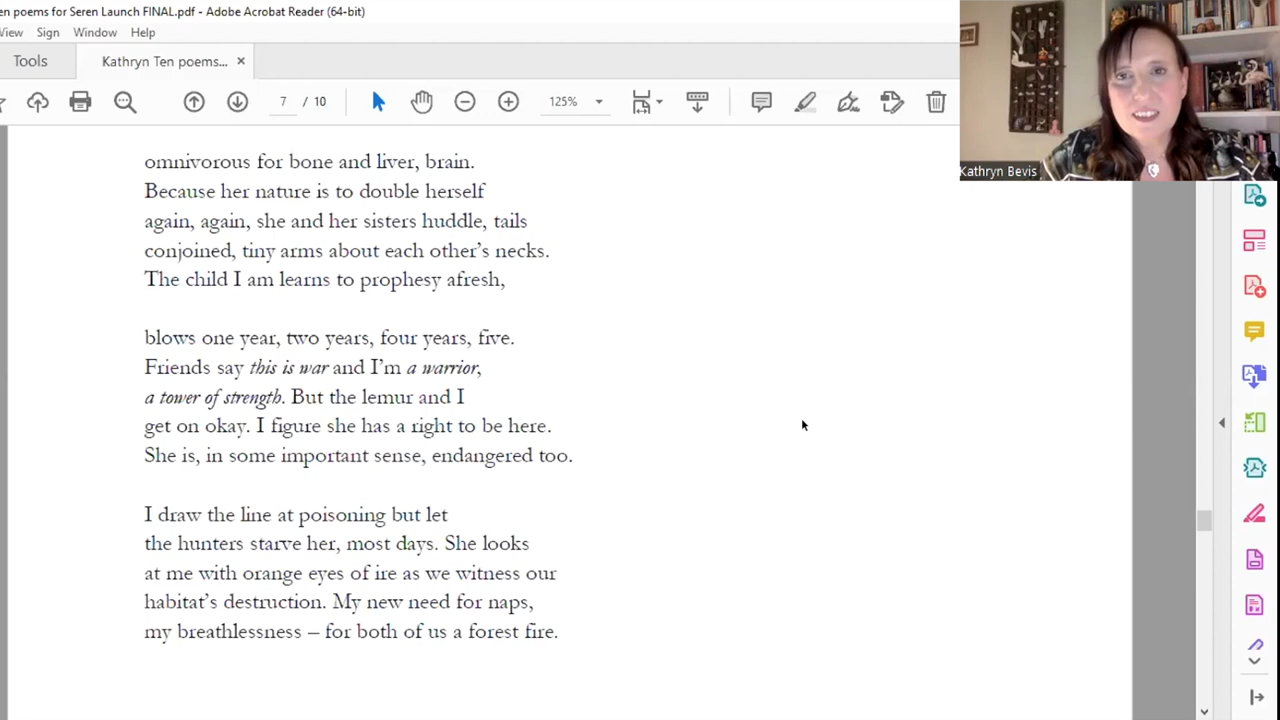 en poems for Seren Launch FINAL.pdf - Adobe Acrobat Reader (64-bit)
View Sign Window Help
Tools Kathryn Ten poems... ×
7 / 10 125%
Kathryn Bevis
omnivorous for bone and liver, brain.
Because her nature is to double herself
again, again, she and her sisters huddle, tails
conjoined, tiny arms about each other’s necks.
The child I am learns to prophesy afresh,
blows one year, two years, four years, five.
Friends say this is war and I’m a warrior,
a tower of strength. But the lemur and I
get on okay. I figure she has a right to be here.
She is, in some important sense, endangered too.
I draw the line at poisoning but let
the hunters starve her, most days. She looks
at me with orange eyes of ire as we witness our
habitat’s destruction. My new need for naps,
my breathlessness – for both of us a forest fire.